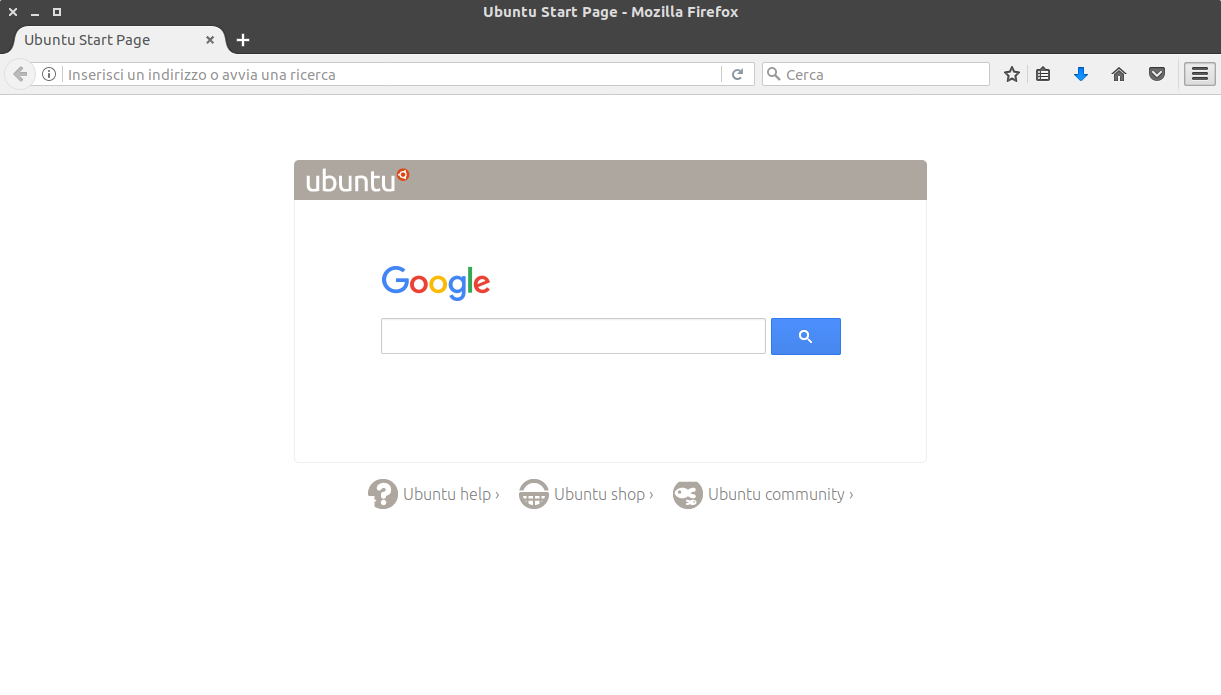 Ubuntu Start Page - Mozilla Firefox
Ubuntu Start Page
Inserisci un indirizzo o avvia una ricerca
Cerca
ubuntu
Google
Ubuntu help ›
Ubuntu shop ›
Ubuntu community ›